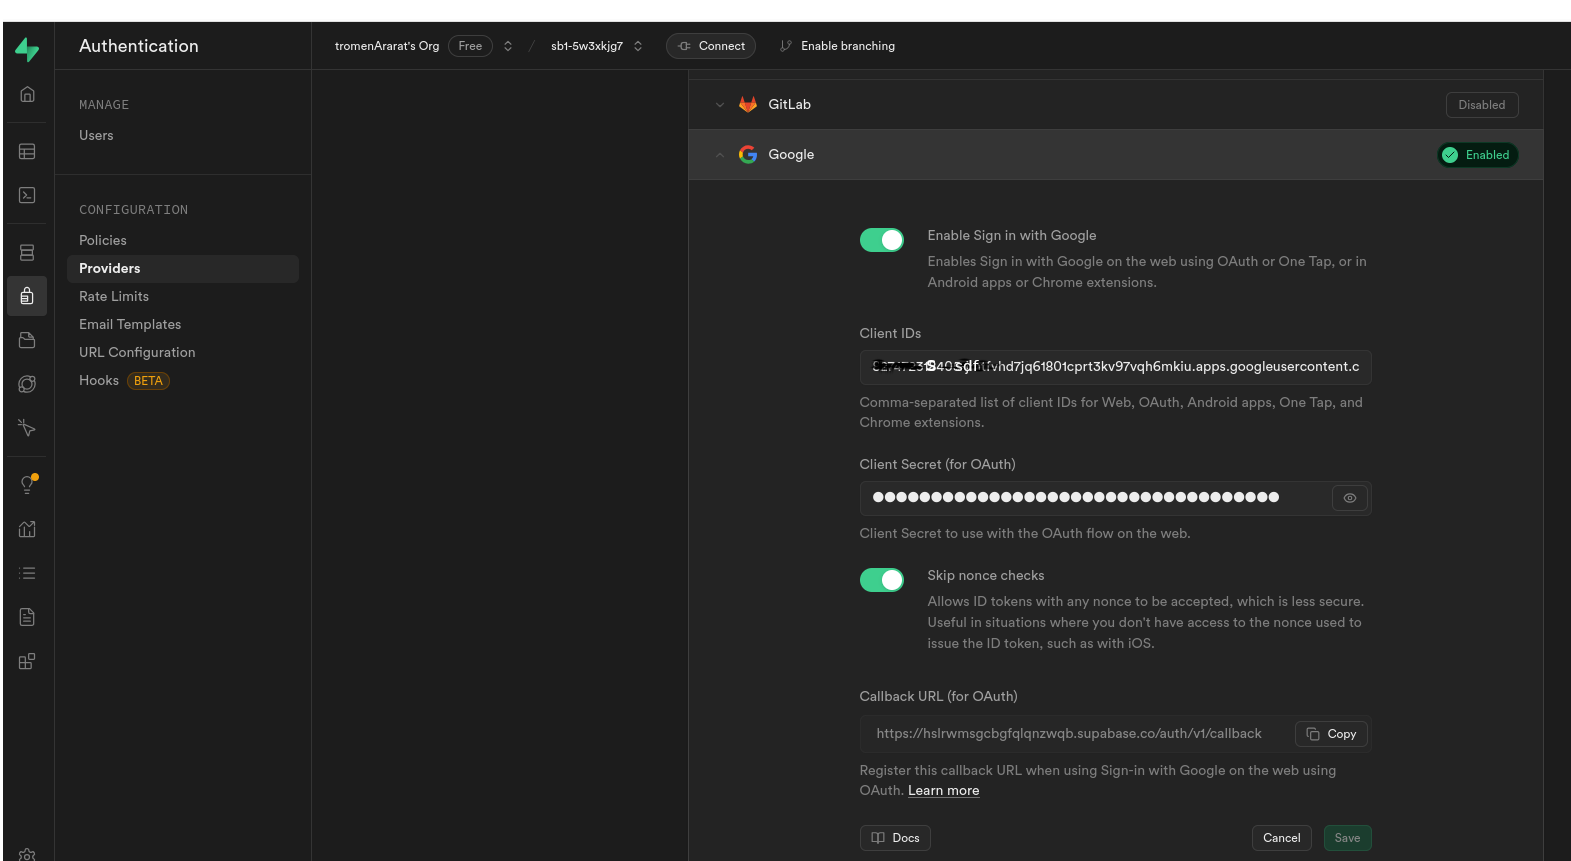 Authentication
tromenArarat's Org Free / sb1-5w3xkjg7 Connect Enable branching
MANAGE
Users
CONFIGURATION
Policies
Providers
Rate Limits
Email Templates
URL Configuration
Hooks BETA
GitLab Disabled
Google Enabled
Enable Sign in with Google
Enables Sign in with Google on the web using OAuth or One Tap, or in
Android apps or Chrome extensions.
Client IDs
Comma-separated list of client IDs for Web, OAuth, Android apps, One Tap, and
Chrome extensions.
Client Secret (for OAuth)
Client Secret to use with the OAuth flow on the web.
Skip nonce checks
Allows ID tokens with any nonce to be accepted, which is less secure.
Useful in situations where you don't have access to the nonce used to
issue the ID token, such as with iOS.
Callback URL (for OAuth)
https://hslrwmsgcbgfqlqnzwqb.supabase.co/auth/v1/callback Copy
Register this callback URL when using Sign-in with Google on the web using
OAuth. Learn more
Docs Cancel Save